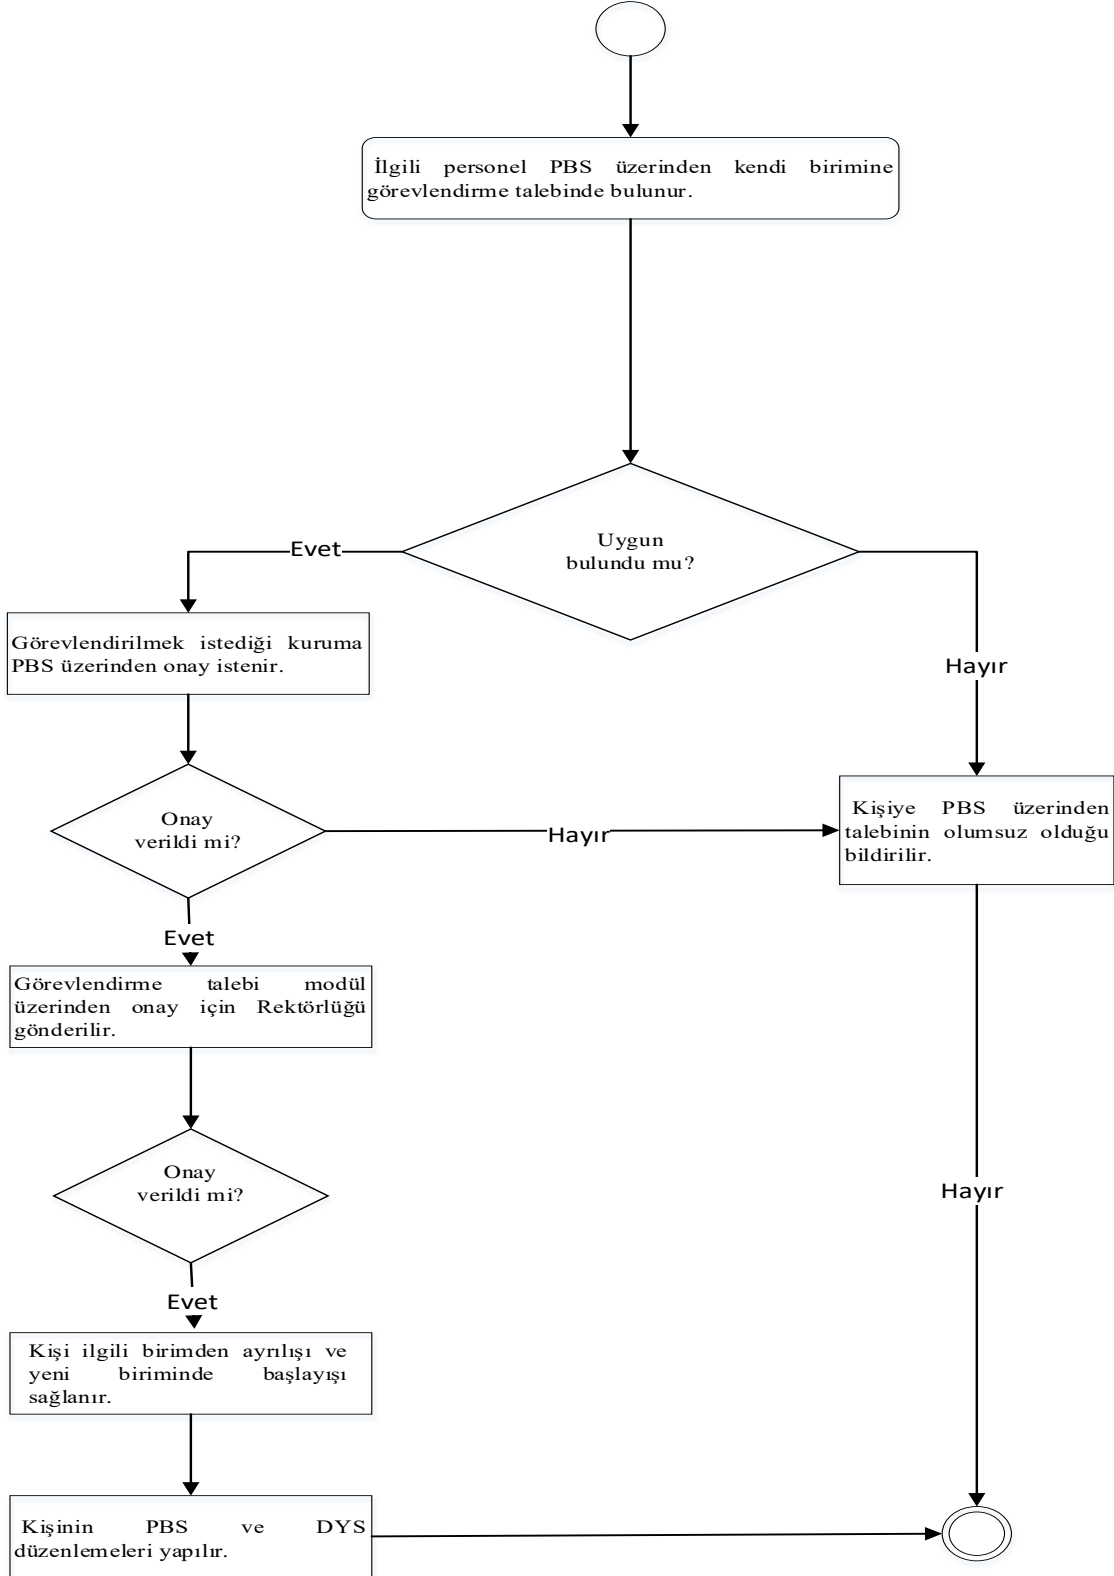 İlgili personel PBS üzerinden kendi birimine
görevlendirme talebinde bulunur.
Uygun
bulundu mu?
Evet
Görevlendirilmek istediği kuruma
PBS üzerinden onay istenir.
Hayır
Onay
verildi mi?
Hayır
Kişiye PBS üzerinden
talebinin olumsuz olduğu
bildirilir.
Evet
Görevlendirme talebi modül
üzerinden onay için Rektörlüğü
gönderilir.
Onay
verildi mi?
Hayır
Evet
Kişi ilgili birimden ayrılışı ve
yeni biriminde başlayışı
sağlanır.
Kişinin PBS ve DYS
düzenlemeleri yapılır.